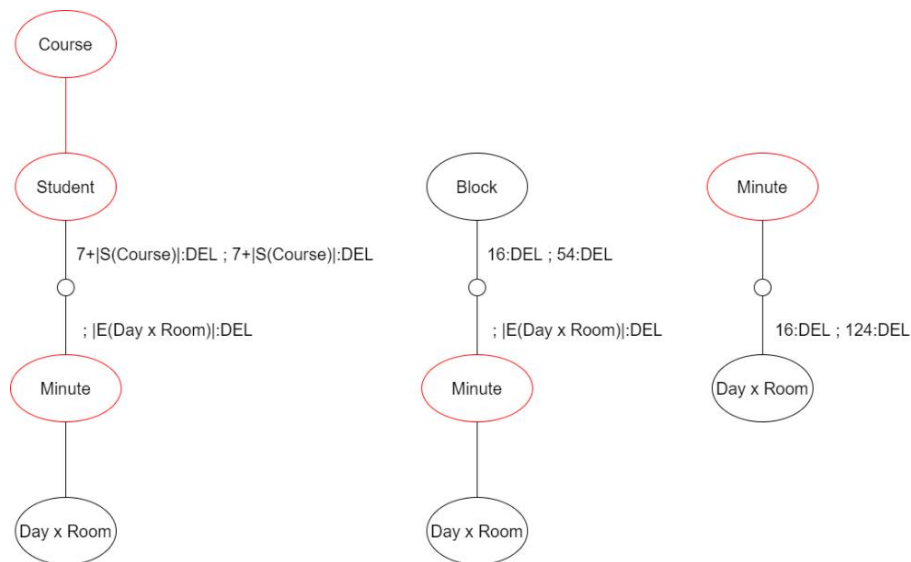 Course
Student
Block
Minute
7+|S(Course)|:DEL ; 7+|S(Course)|:DEL
16:DEL ; 54:DEL
; |E(Day x Room)|:DEL
; |E(Day x Room)|:DEL
16:DEL ; 124:DEL
Minute
Minute
Day x Room
Day x Room
Day x Room